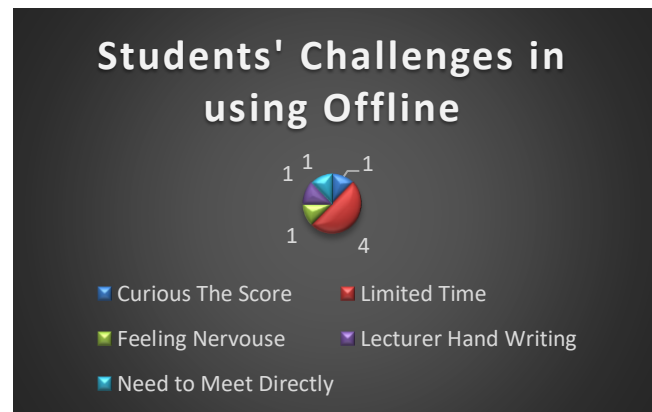 Students' Challenges in
using Offline
1 1 1
1 4
Curious The Score Limited Time
Feeling Nervouse Lecturer Hand Writing
Need to Meet Directly